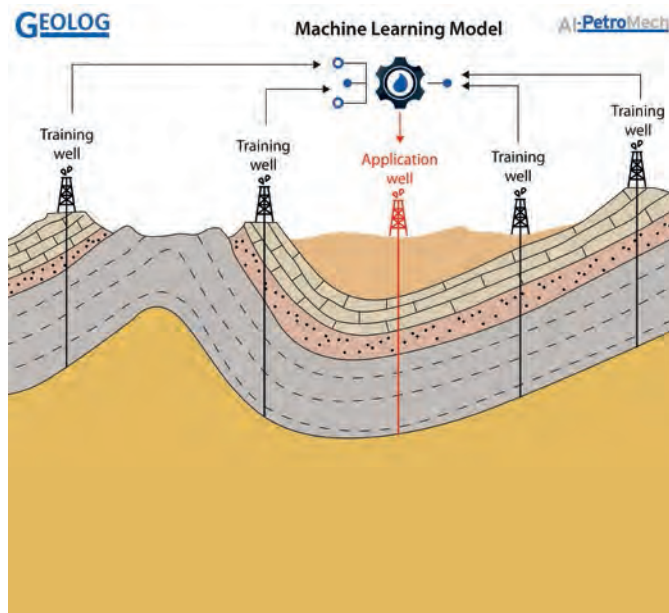 GEOLOG
Machine Learning Model
AI-PetroMech
Training
well
Training
well
Application
well
Training
well
Training
well